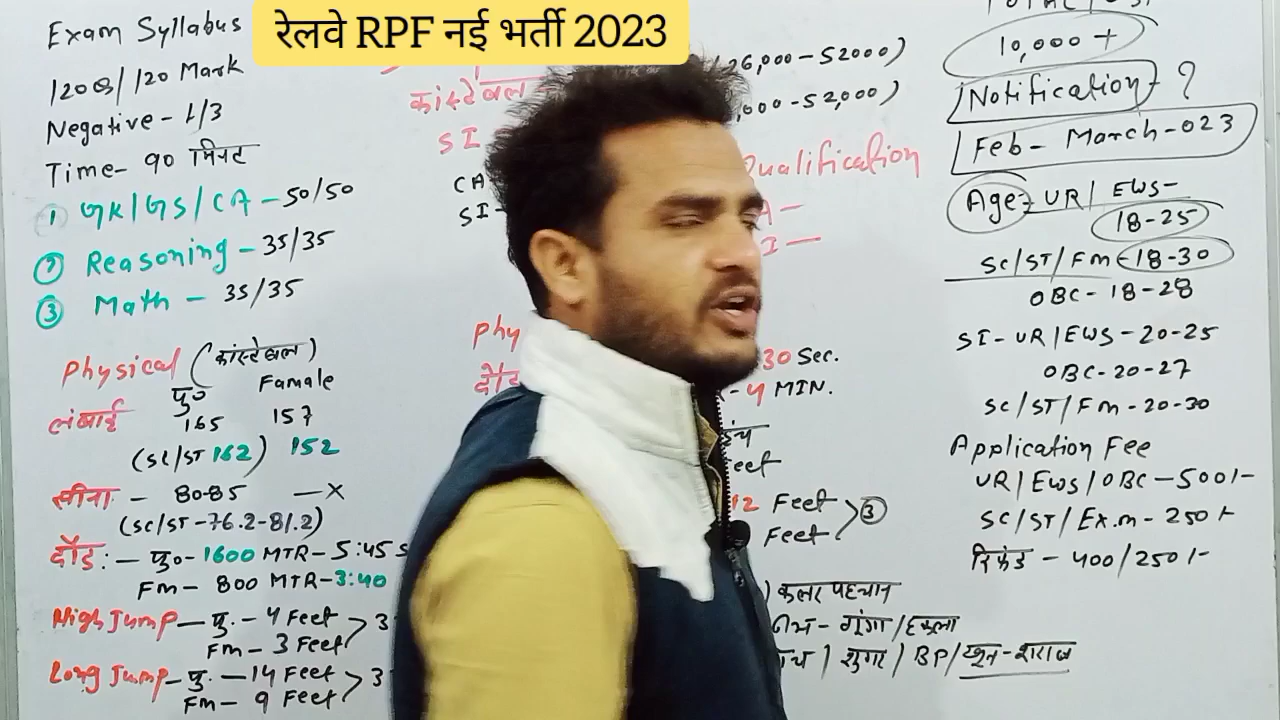 रेलवे RPF नई भर्ती 2023
Exam Syllabus
120Q/120 Mark
Negative - 1/3
Time- 90 मिनट
1 GK/GS/CA - 50/50
2 Reasoning - 35/35
3 Math - 35/35
Physical (कांस्टेबल)
पु० Famale
लंबाई 165 157
(SC/ST 162) 152
सीना - 80-85 - X
(SC/ST-76.2-81.2)
दौड :- पु०- 1600 MTR- 5:45 S
Fm- 800 MTR-3:40
High Jump - पु. - 4 Feet > 3
Fm- 3 Feet
Long Jump - पु. - 14 Feet > 3
Fm- 9 Feet
26,000-52000)
कांस्टेबल -
,000-52,000)
SI
CA
SI-
Qualification
A-
I-
Phy
30 Sec.
दौड
-4 MIN.
eet
12 Feet > 3
Feet
) कलर पहचान
- गूंगा/हकला
/ शुगर / BP/खून-शराब
10,000+
Notification - ?
Feb- March-023
Age- UR/ EWS-
18-25
SC/ST/Fm-18-30
OBC- 18-28
SI-UR/EWS-20-25
OBC-20-27
SC/ST/Fm-20-30
Application Fee
UR/EWS/OBC-500/-
SC/ST/Ex.m-250/-
रिफंड - 400/250/-